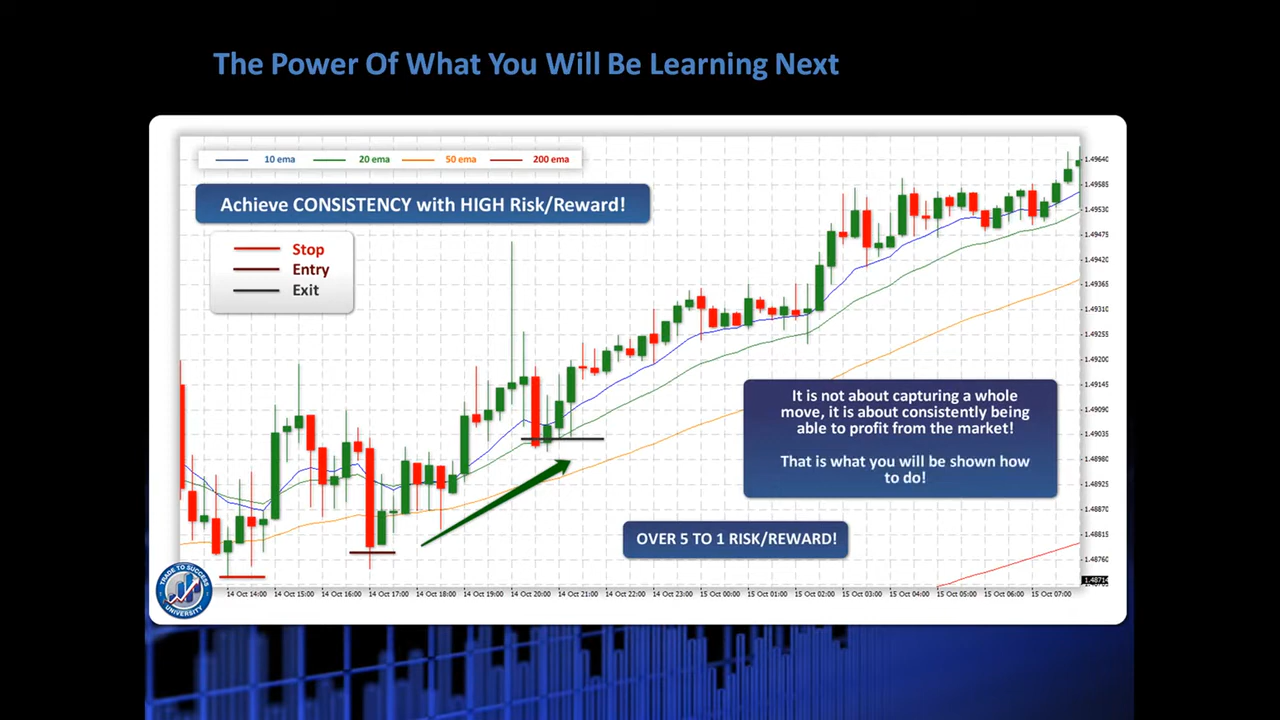 The Power Of What You Will Be Learning Next
10 ema 20 ema 50 ema 200 ema
Achieve CONSISTENCY with HIGH Risk/Reward!
Stop
Entry
Exit
It is not about capturing a whole
move, it is about consistently being
able to profit from the market!
That is what you will be shown how
to do!
OVER 5 TO 1 RISK/REWARD!
1.49640
1.49585
1.49530
1.49475
1.49420
1.49365
1.49310
1.49255
1.49200
1.49145
1.49090
1.49035
1.48980
1.48925
1.48870
1.48815
1.48760
1.48714
14 Oct 14:00 14 Oct 15:00 14 Oct 16:00 14 Oct 17:00 14 Oct 18:00 14 Oct 19:00 14 Oct 20:00 14 Oct 21:00 14 Oct 22:00 14 Oct 23:00 15 Oct 00:00 15 Oct 01:00 15 Oct 02:00 15 Oct 03:00 15 Oct 04:00 15 Oct 05:00 15 Oct 06:00 15 Oct 07:00
TRADE TO SUCCESS
UNIVERSITY